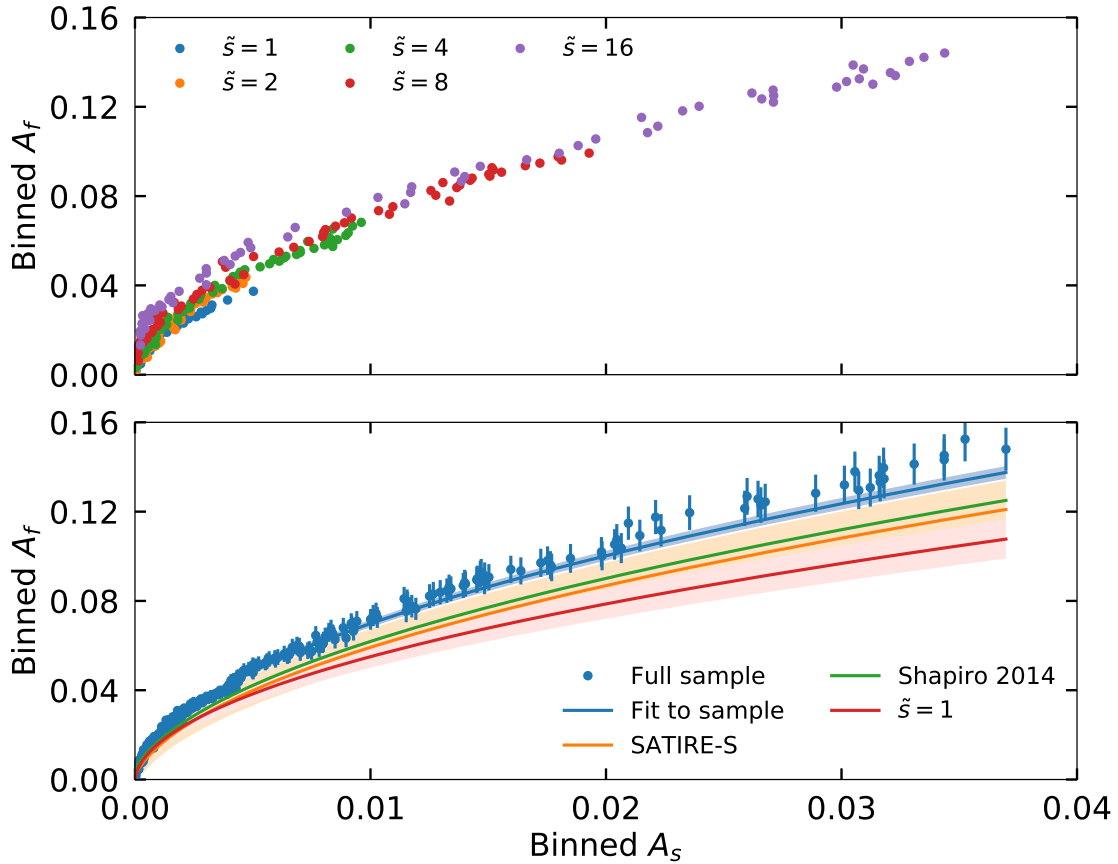 0.16
0.12
0.08
0.04
0.00
Binned A_f
s̃ = 1 s̃ = 4 s̃ = 16
s̃ = 2 s̃ = 8
0.16
0.12
0.08
0.04
0.00
Binned A_f
Full sample Shapiro 2014
Fit to sample s̃ = 1
SATIRE-S
0.00 0.01 0.02 0.03 0.04
Binned A_s